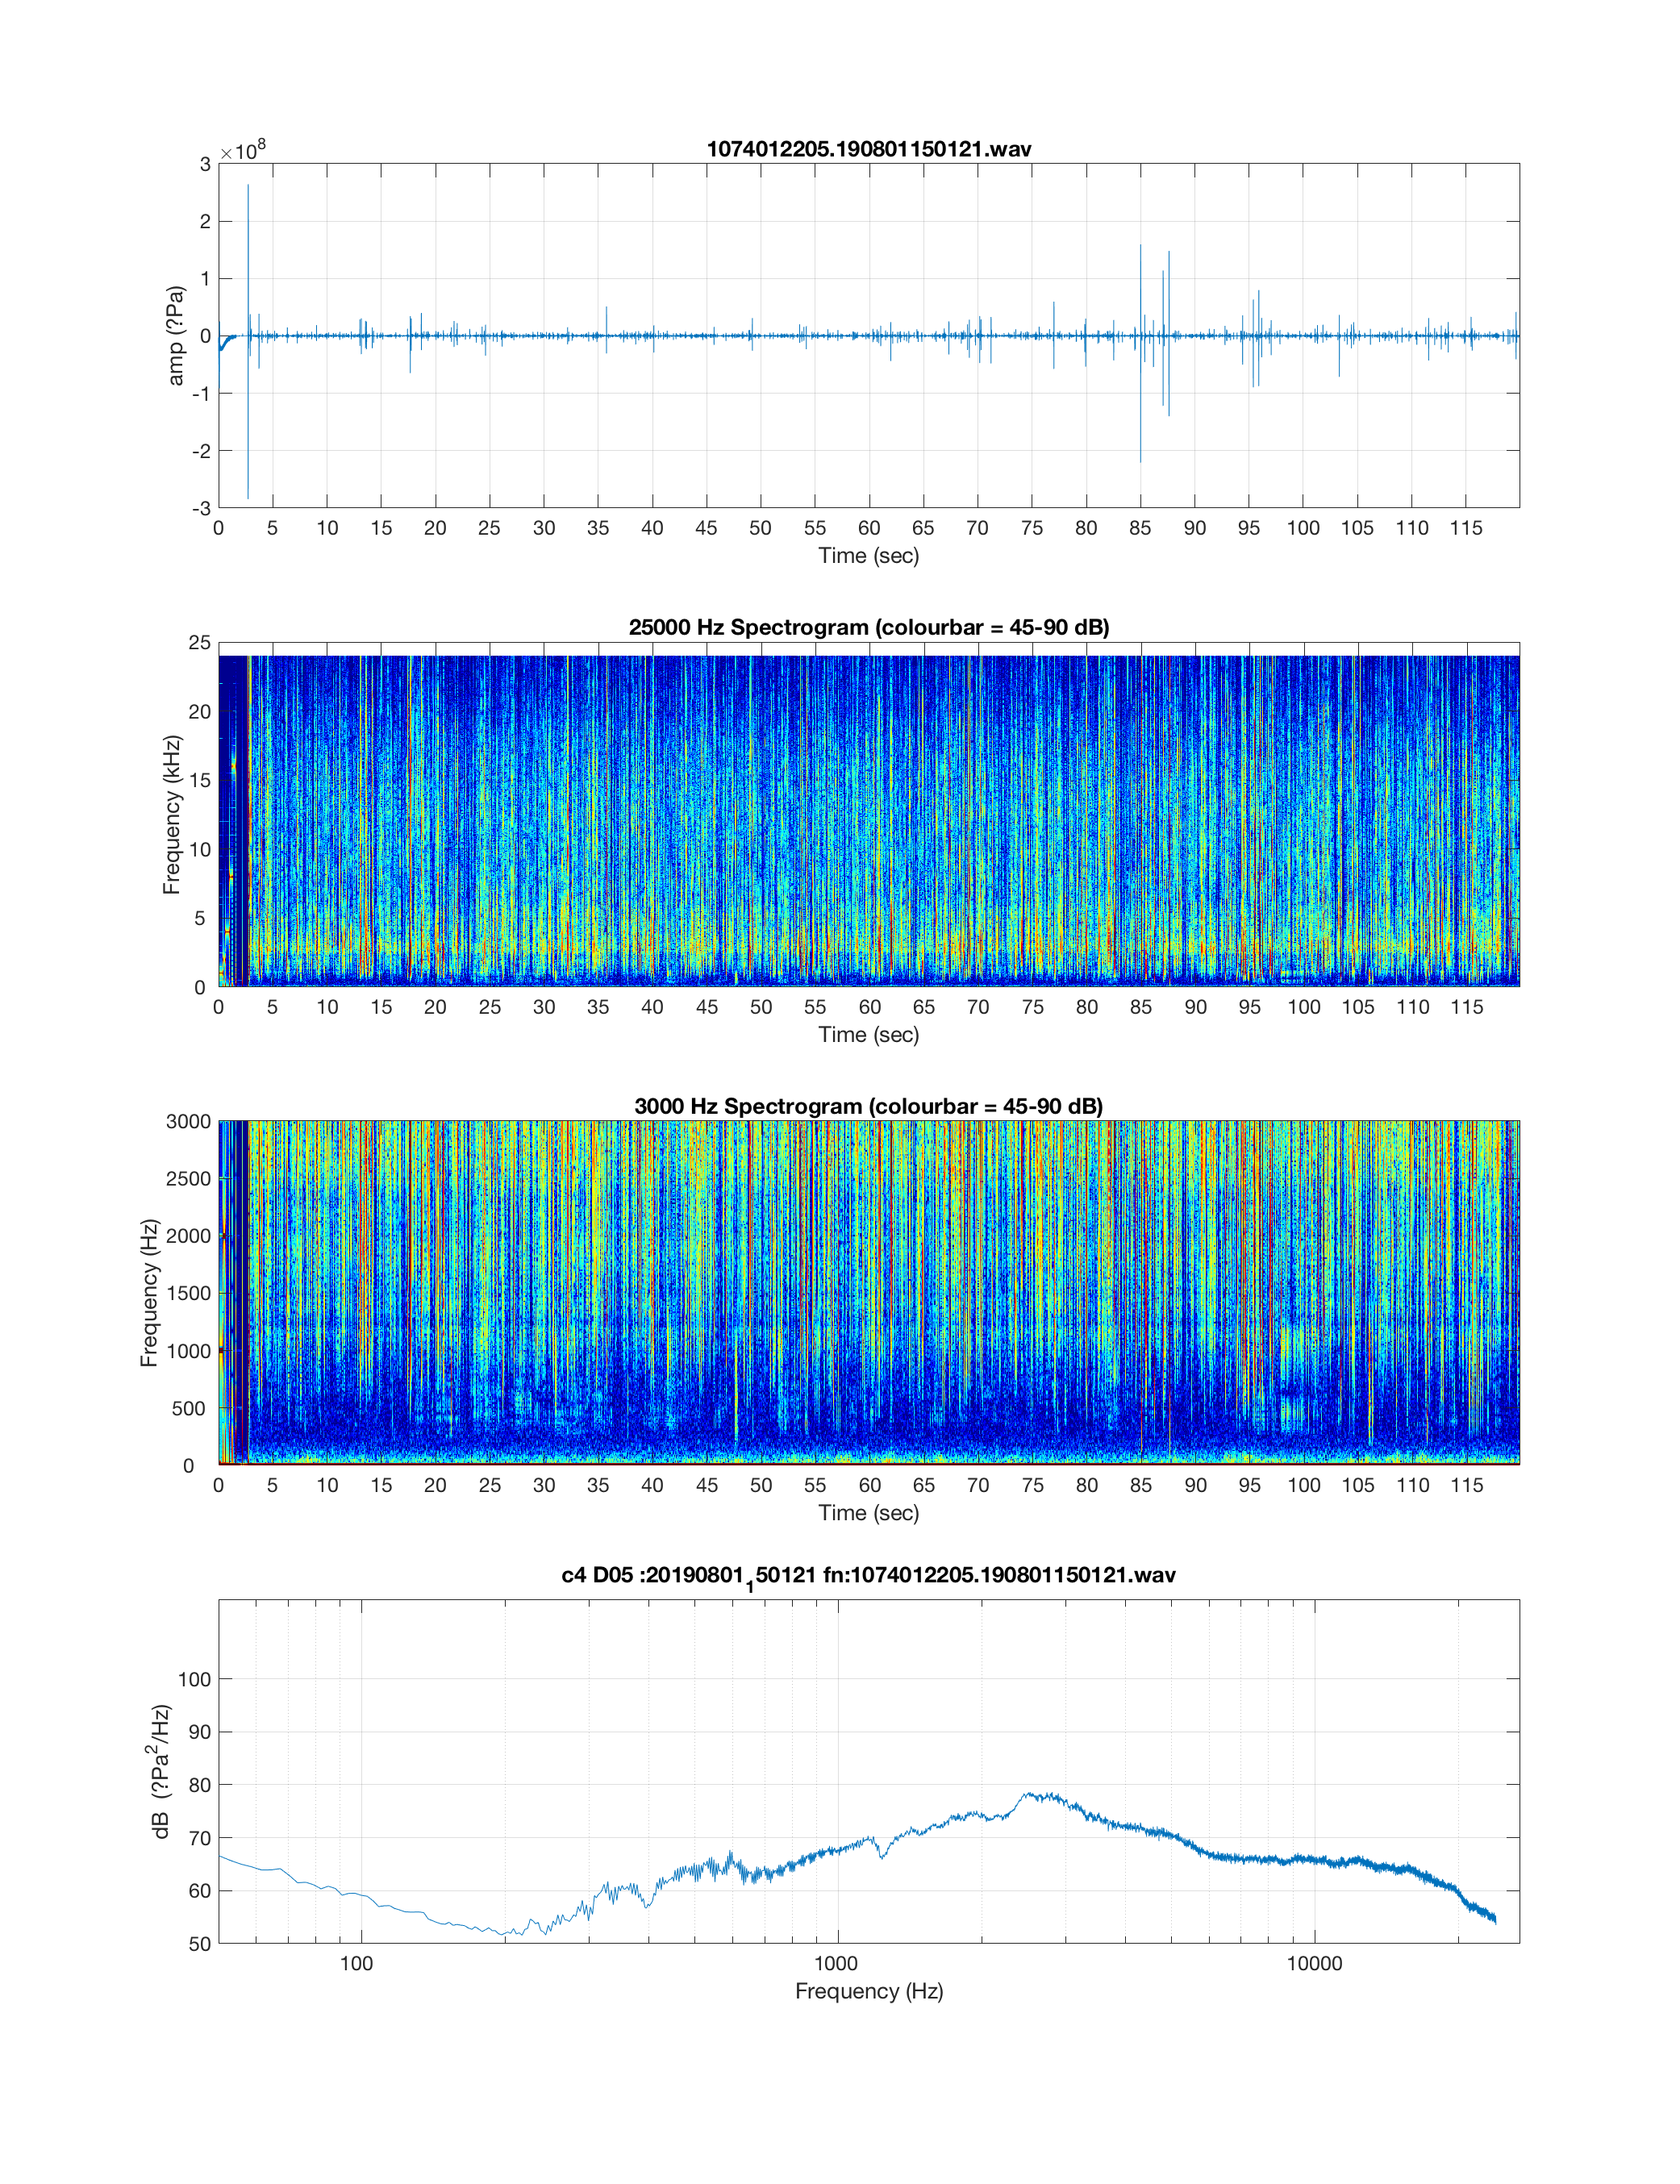 1074012205.190801150121.wav
×10⁸
3
2
1
0
-1
-2
-3
amp (?Pa)
0 5 10 15 20 25 30 35 40 45 50 55 60 65 70 75 80 85 90 95 100 105 110 115
Time (sec)
25000 Hz Spectrogram (colourbar = 45-90 dB)
25
20
15
10
5
0
Frequency (kHz)
0 5 10 15 20 25 30 35 40 45 50 55 60 65 70 75 80 85 90 95 100 105 110 115
Time (sec)
3000 Hz Spectrogram (colourbar = 45-90 dB)
3000
2500
2000
1500
1000
500
0
Frequency (Hz)
0 5 10 15 20 25 30 35 40 45 50 55 60 65 70 75 80 85 90 95 100 105 110 115
Time (sec)
c4 D05 :20190801₁50121 fn:1074012205.190801150121.wav
100
90
80
70
60
50
dB (?Pa²/Hz)
100 1000 10000
Frequency (Hz)